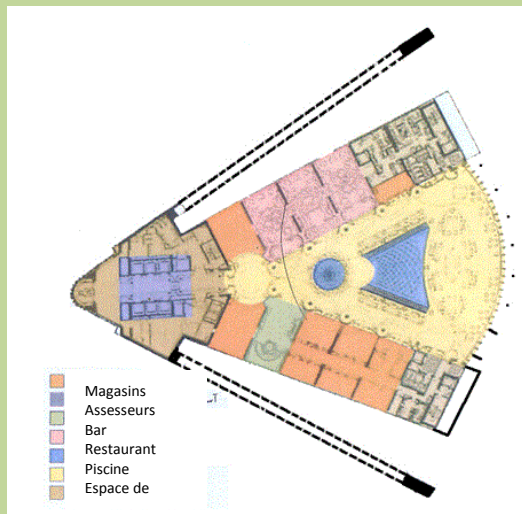 Magasins
Assesseurs
Bar
Restaurant
Piscine
Espace de